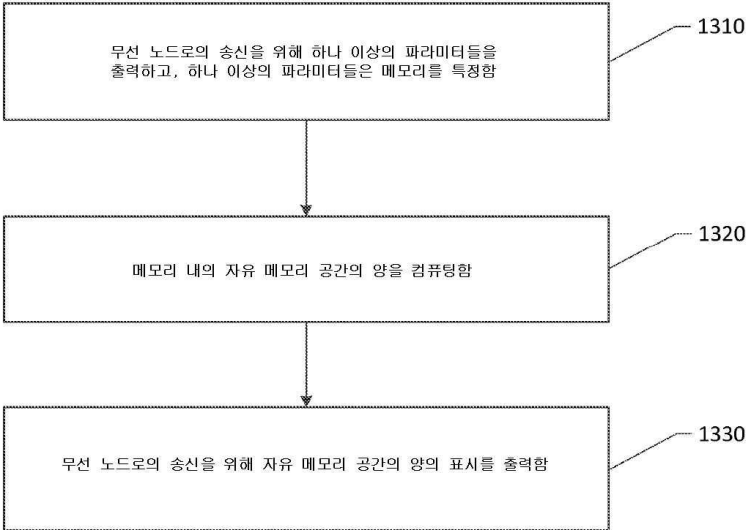 1310
무선 노드로의 송신을 위해 하나 이상의 파라미터들을
출력하고, 하나 이상의 파라미터들은 메모리를 특정함
1320
메모리 내의 자유 메모리 공간의 양을 컴퓨팅함
1330
무선 노드로의 송신을 위해 자유 메모리 공간의 양의 표시를 출력함